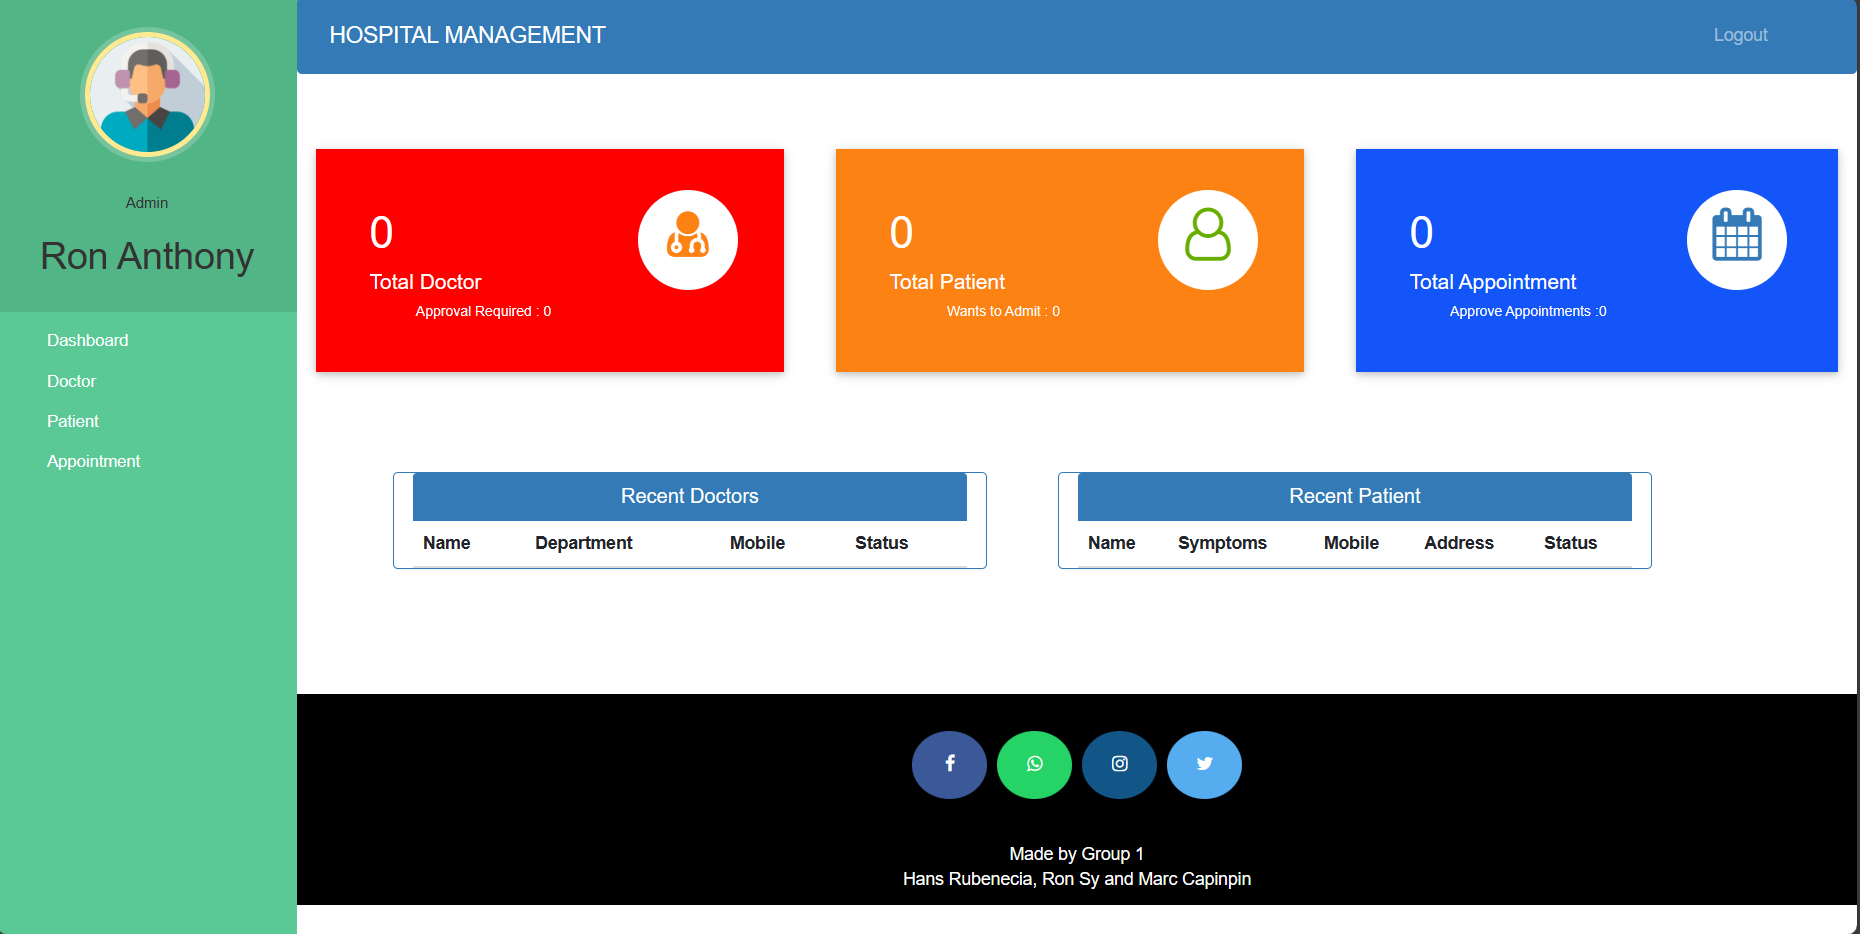 HOSPITAL MANAGEMENT
Logout
Admin
Ron Anthony
Dashboard
Doctor
Patient
Appointment
0
Total Doctor
Approval Required : 0
0
Total Patient
Wants to Admit : 0
0
Total Appointment
Approve Appointments :0
Recent Doctors
Name Department Mobile Status
Recent Patient
Name Symptoms Mobile Address Status
Made by Group 1
Hans Rubenecia, Ron Sy and Marc Capinpin